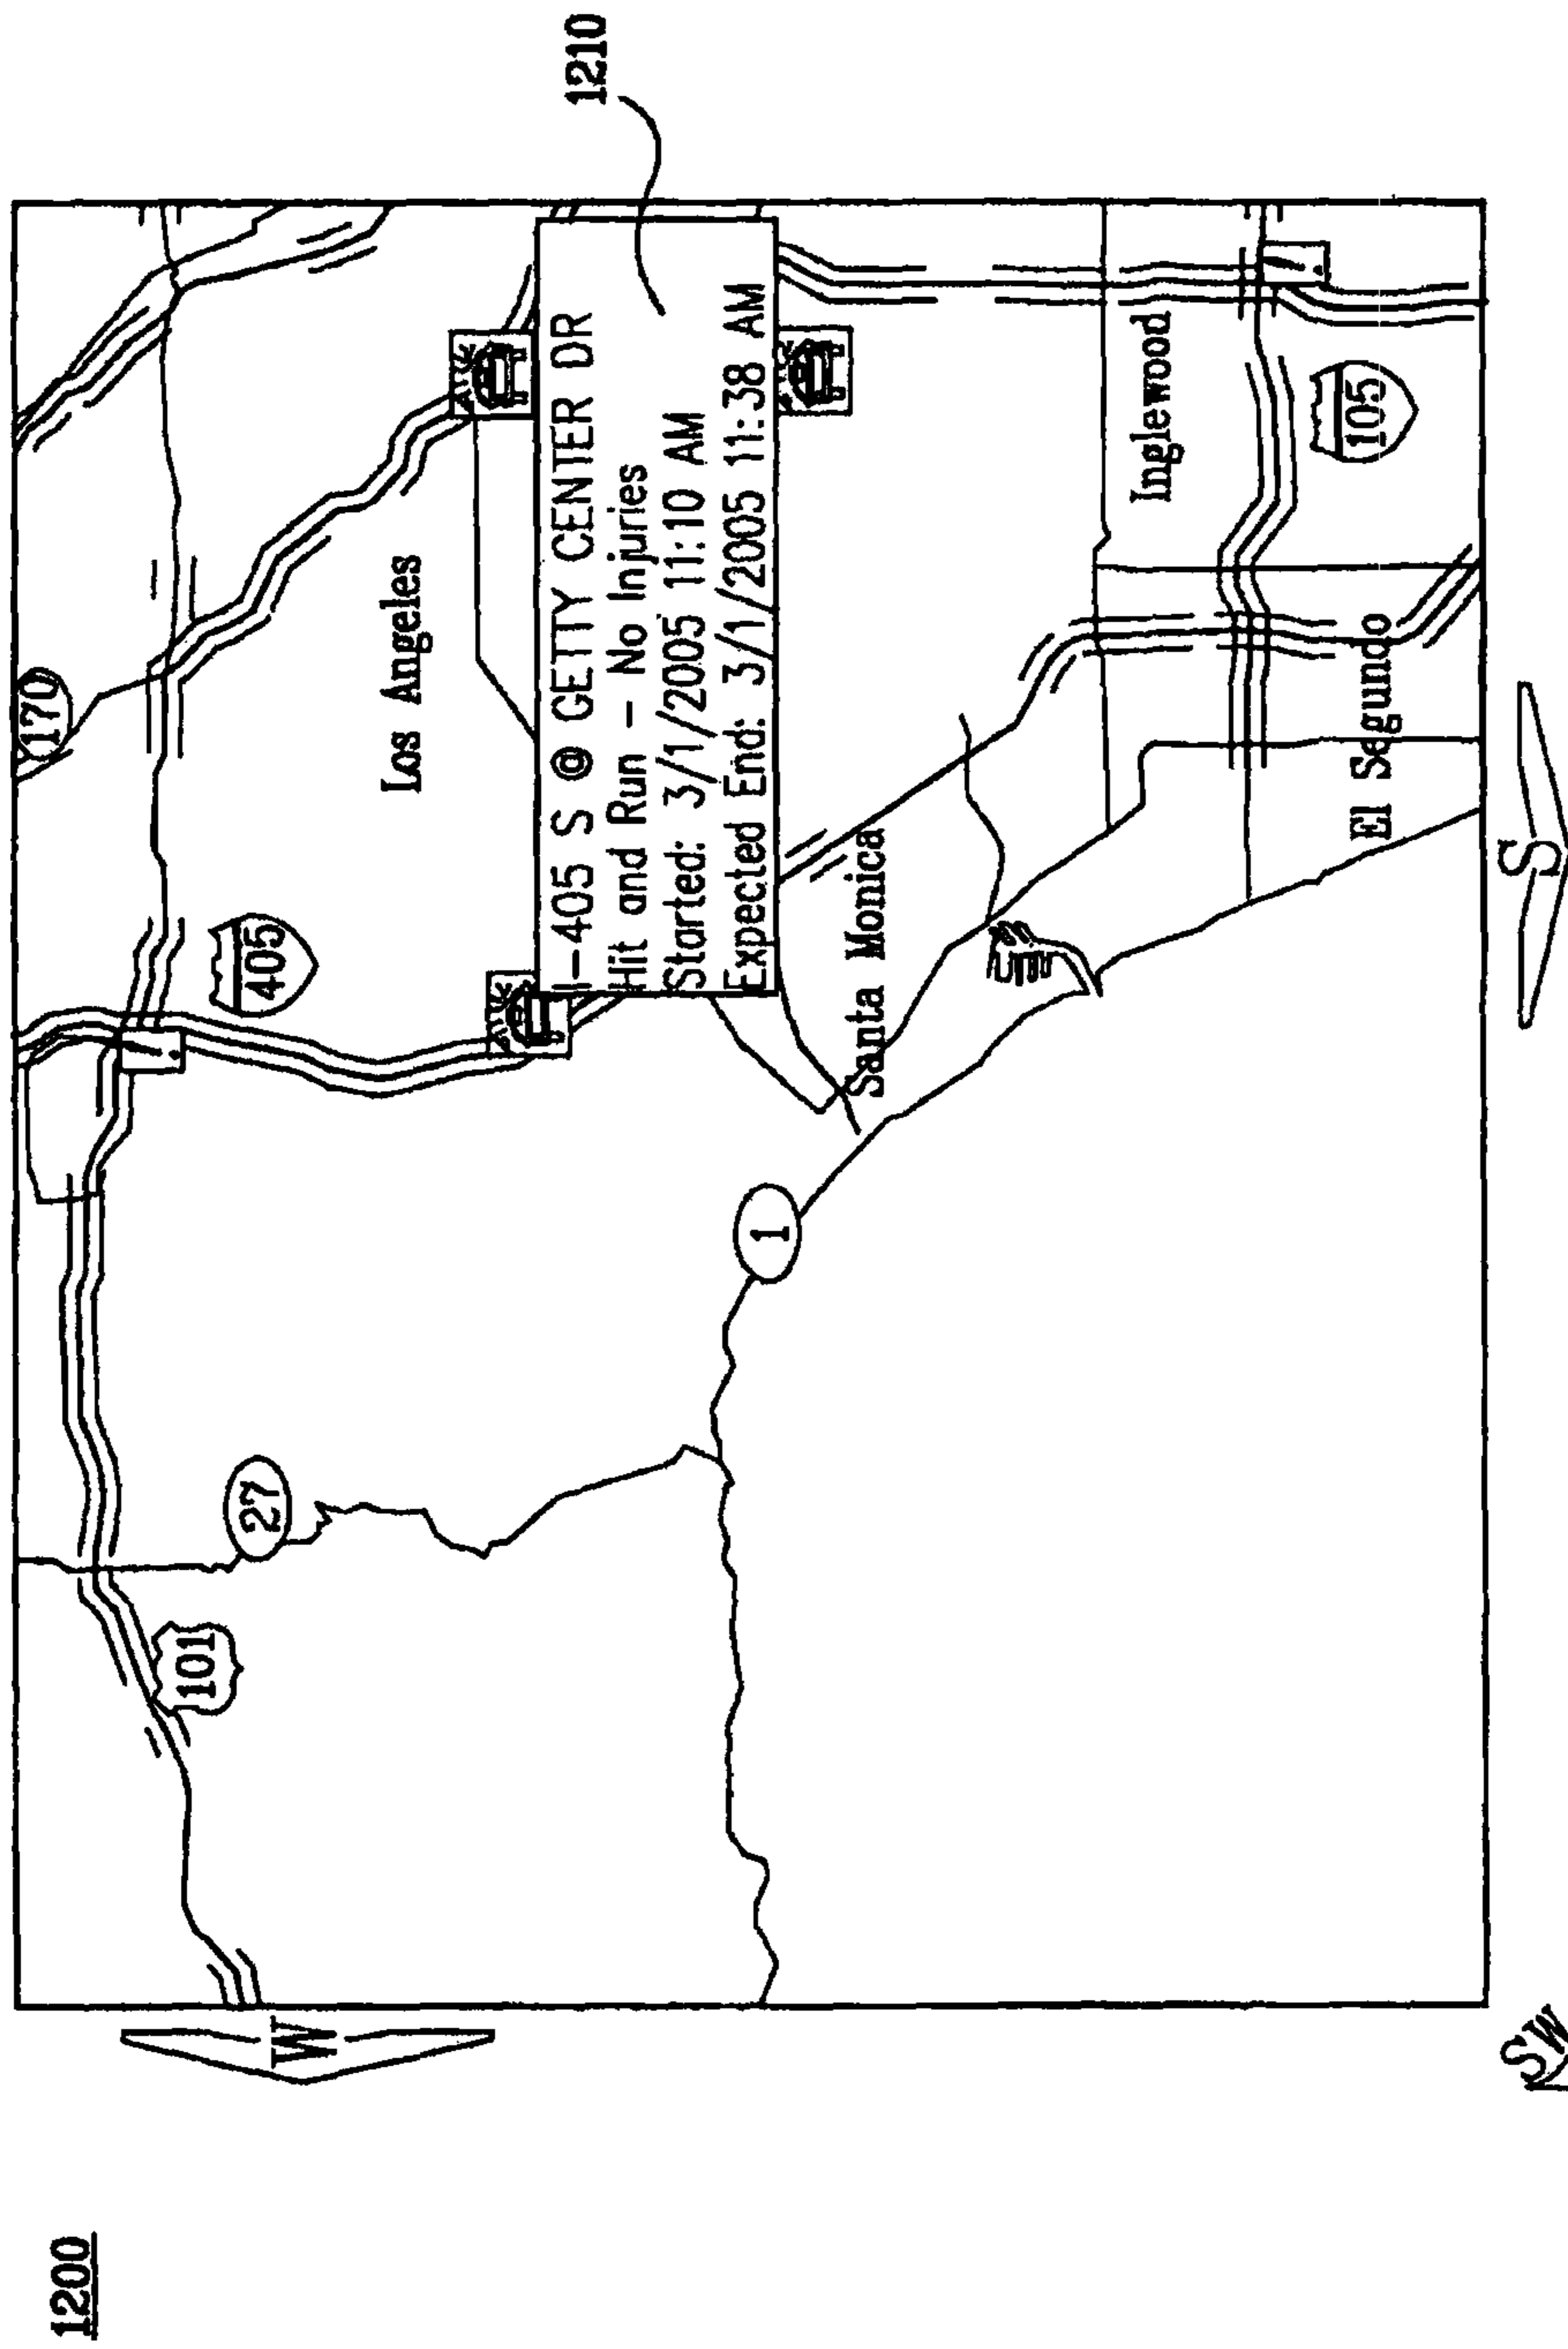 1200
170
101
27
405
Los Angeles
W
1210
I-405 S @ GETTY CENTER DR
Hit and Run - No Injuries
Started: 3/1/2005 11:10 AM
Expected End: 3/1/2005 11:38 AM
1
Santa Monica
Inglewood
105
El Segundo
S
SW